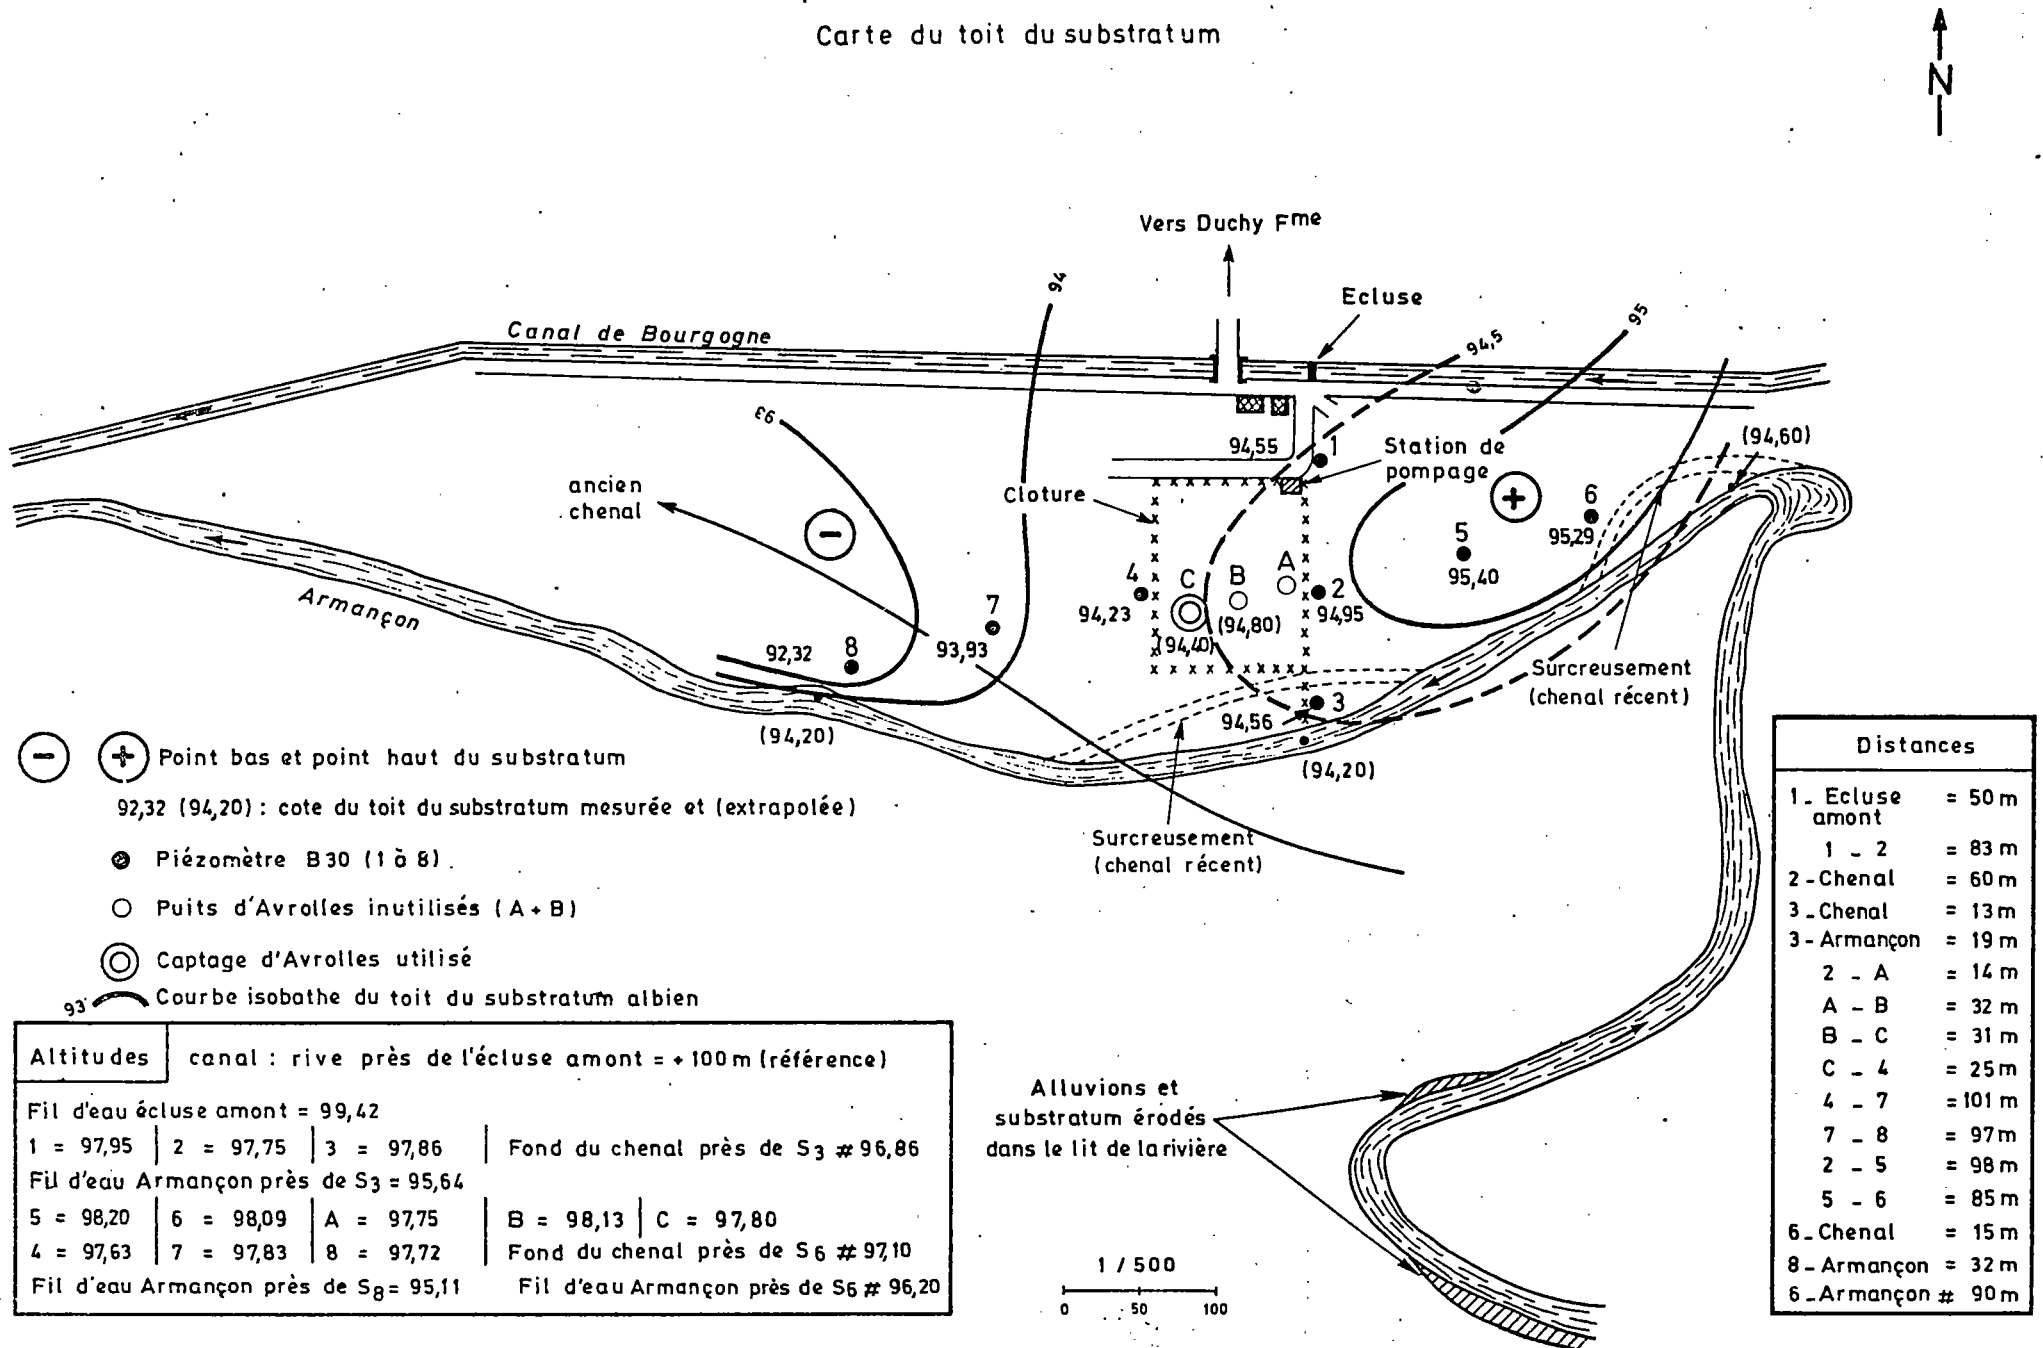 Carte du toit du substratum
N
Vers Duchy Fme
Ecluse
Canal de Bourgogne
94
94,5
95
93
94,55
1
Station de
pompage
(94,60)
ancien
chenal
Cloture
6
95,29
5
95,40
4
94,23
C
(94,40)
B
(94,80)
A
2
94,95
7
93,93
92,32
8
Armançon
3
94,56
(94,20)
(94,20)
Surcreusement
(chenal récent)
Surcreusement
(chenal récent)
Point bas et point haut du substratum
92,32 (94,20) : cote du toit du substratum mesurée et (extrapolée)
Piézomètre B30 (1 à 8)
Puits d'Avrolles inutilisés (A + B)
Captage d'Avrolles utilisé
93 Courbe isobathe du toit du substratum albien
Altitudes canal : rive près de l'écluse amont = + 100 m (référence)
Fil d'eau écluse amont = 99,42
1 = 97,95 2 = 97,75 3 = 97,86 Fond du chenal près de S3 # 96,86
Fil d'eau Armançon près de S3 = 95,64
5 = 98,20 6 = 98,09 A = 97,75 B = 98,13 C = 97,80
4 = 97,63 7 = 97,83 8 = 97,72 Fond du chenal près de S6 # 97,10
Fil d'eau Armançon près de S8 = 95,11 Fil d'eau Armançon près de S6 # 96,20
Alluvions et
substratum érodés
dans le lit de la rivière
1 / 500
0 50 100
Distances
1 - Ecluse = 50 m
amont
1 - 2 = 83 m
2 - Chenal = 60 m
3 - Chenal = 13 m
3 - Armançon = 19 m
2 - A = 14 m
A - B = 32 m
B - C = 31 m
C - 4 = 25 m
4 - 7 = 101 m
7 - 8 = 97 m
2 - 5 = 98 m
5 - 6 = 85 m
6 - Chenal = 15 m
8 - Armançon = 32 m
6 - Armançon # 90 m